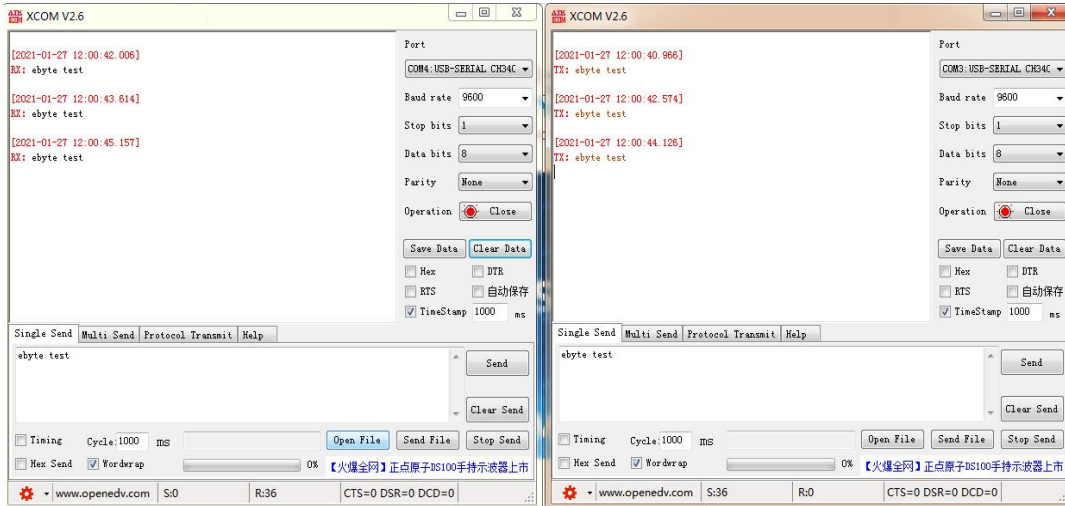 ATK
COM XCOM V2.6
[2021-01-27 12:00:42.006]
RX: ebyte test
[2021-01-27 12:00:43.614]
RX: ebyte test
[2021-01-27 12:00:45.157]
RX: ebyte test
Port
COM4:USB-SERIAL CH34C
Baud rate 9600
Stop bits 1
Data bits 8
Parity None
Operation Close
Save Data Clear Data
Hex DTR
RTS 自动保存
TimeStamp 1000 ms
Single Send Multi Send Protocol Transmit Help
ebyte test
Send
Clear Send
Timing Cycle:1000 ms Open File Send File Stop Send
Hex Send Wordwrap 0% 【火爆全网】正点原子DS100手持示波器上市
www.openedv.com S:0 R:36 CTS=0 DSR=0 DCD=0
ATK
COM XCOM V2.6
[2021-01-27 12:00:40.966]
TX: ebyte test
[2021-01-27 12:00:42.574]
TX: ebyte test
[2021-01-27 12:00:44.126]
TX: ebyte test
Port
COM3:USB-SERIAL CH34C
Baud rate 9600
Stop bits 1
Data bits 8
Parity None
Operation Close
Save Data Clear Data
Hex DTR
RTS 自动保存
TimeStamp 1000 ms
Single Send Multi Send Protocol Transmit Help
ebyte test
Send
Clear Send
Timing Cycle:1000 ms Open File Send File Stop Send
Hex Send Wordwrap 0% 【火爆全网】正点原子DS100手持示波器上市
www.openedv.com S:36 R:0 CTS=0 DSR=0 DCD=0